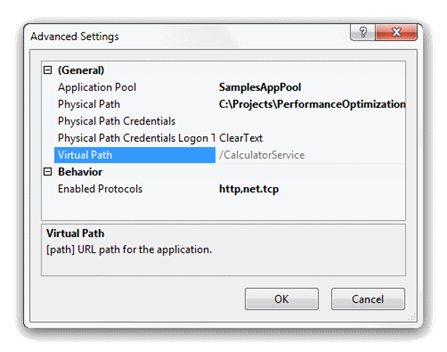 Advanced Settings
(General)
Application Pool SamplesAppPool
Physical Path C:\Projects\PerformanceOptimization
Physical Path Credentials
Physical Path Credentials Logon T ClearText
Virtual Path /CalculatorService
Behavior
Enabled Protocols http,net.tcp
Virtual Path
[path] URL path for the application.
OK Cancel